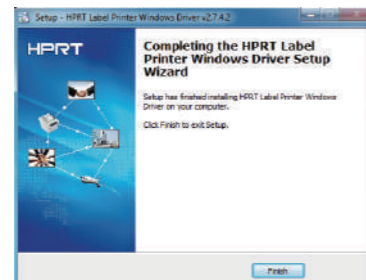 Setup - HPRT Label Printer Windows Driver v2.7.4.2
HPRT
Completing the HPRT Label
Printer Windows Driver Setup
Wizard
Setup has finished installing HPRT Label Printer Windows
Driver on your computer.
Click Finish to exit Setup.
Finish